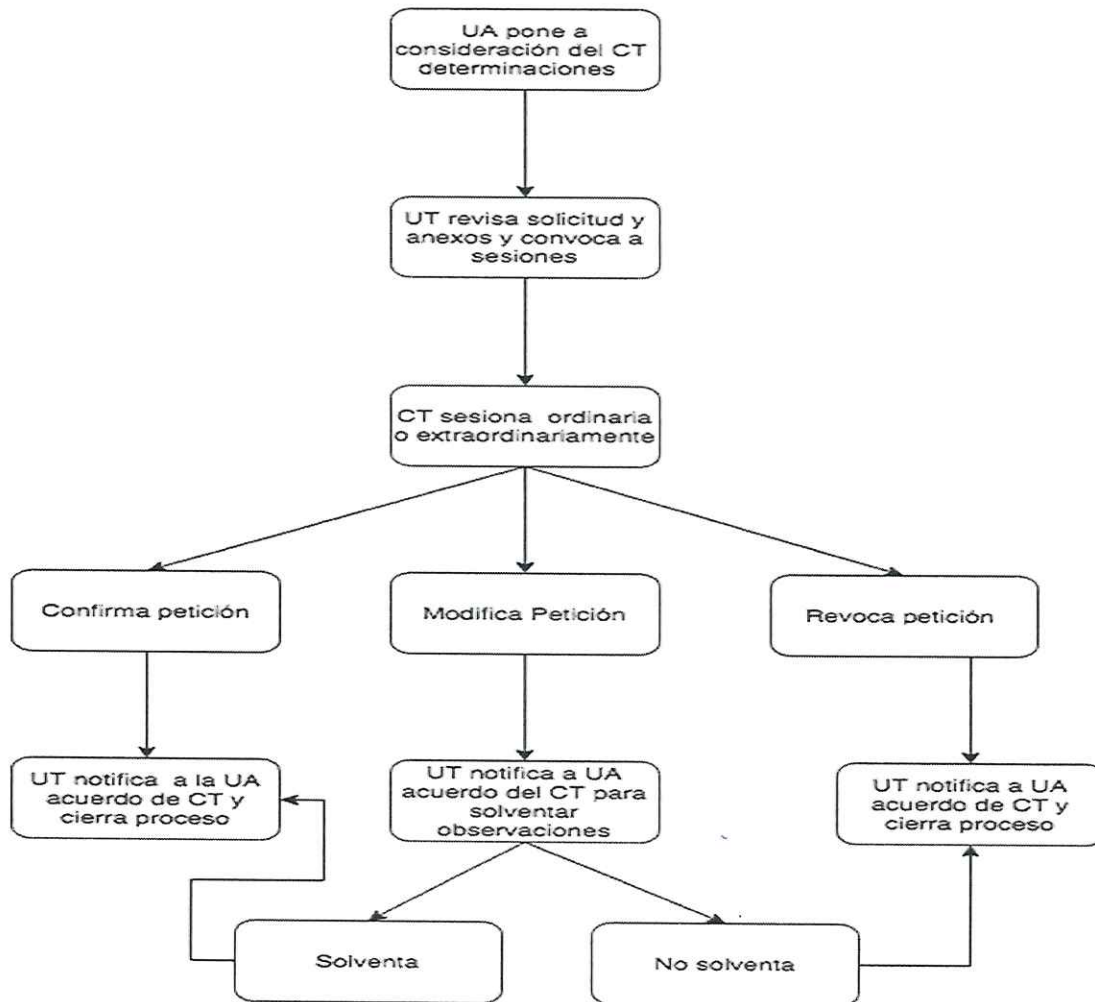 UA pone a
consideración del CT
determinaciones
UT revisa solicitud y
anexos y convoca a
sesiones
CT sesiona ordinaria
o extraordinariamente
Confirma petición
Modifica Petición
Revoca petición
UT notifica a la UA
acuerdo de CT y
cierra proceso
UT notifica a UA
acuerdo del CT para
solventar
observaciones
UT notifica a UA
acuerdo de CT y
cierra proceso
Solventa
No solventa